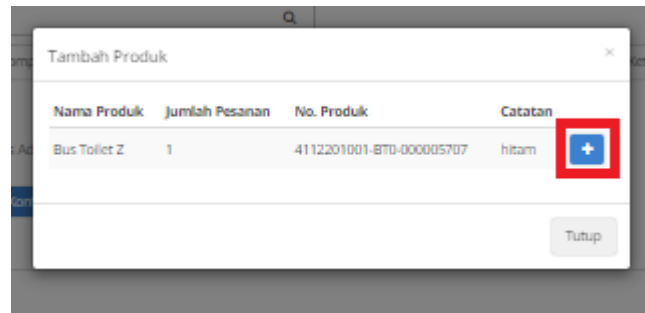 Tambah Produk ×
Nama Produk Jumlah Pesanan No. Produk Catatan
Bus Toilet Z 1 4112201001-BT0-000005707 hitam +
Tutup